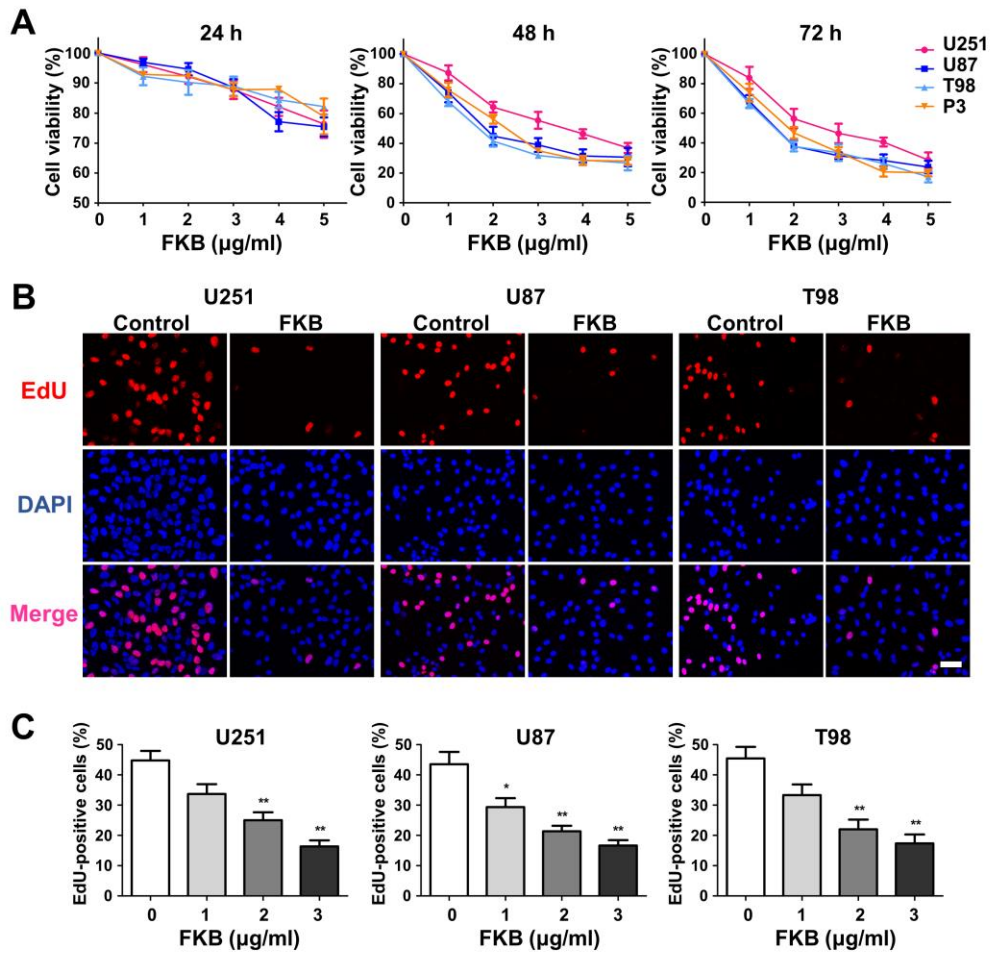 A
24 h
48 h
72 h
Cell viability (%)
100
90
80
70
60
50
0 1 2 3 4 5
FKB (µg/ml)
Cell viability (%)
100
80
60
40
20
0
0 1 2 3 4 5
FKB (µg/ml)
Cell viability (%)
100
80
60
40
20
0
0 1 2 3 4 5
FKB (µg/ml)
U251
U87
T98
P3
B
U251 U87 T98
Control FKB Control FKB Control FKB
EdU
DAPI
Merge
C
U251
EdU-positive cells (%)
50
40
30
20
10
0
** **
0 1 2 3
FKB (µg/ml)
U87
EdU-positive cells (%)
50
40
30
20
10
0
* ** **
0 1 2 3
FKB (µg/ml)
T98
EdU-positive cells (%)
50
40
30
20
10
0
** **
0 1 2 3
FKB (µg/ml)